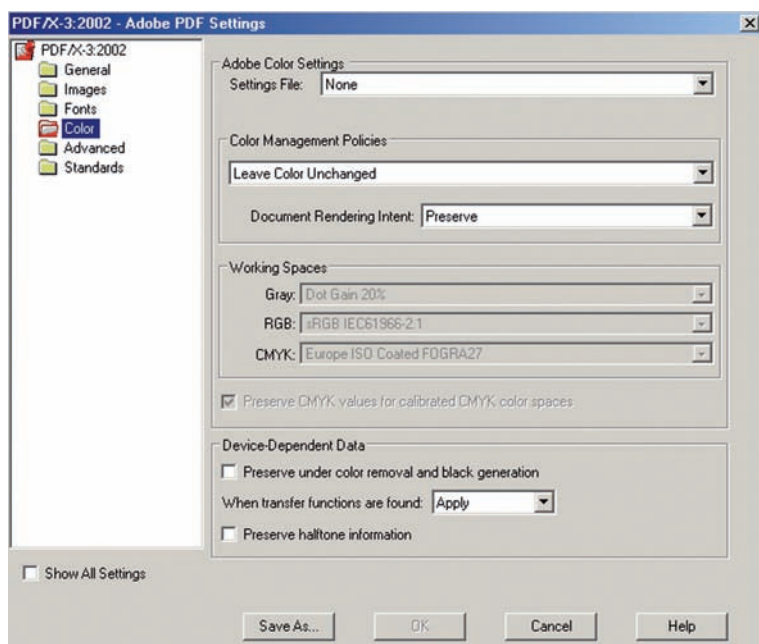 PDF/X-3:2002 - Adobe PDF Settings
PDF/X-3:2002
General
Images
Fonts
Color
Advanced
Standards
Adobe Color Settings
Settings File: None
Color Management Policies
Leave Color Unchanged
Document Rendering Intent: Preserve
Working Spaces
Gray: Dot Gain 20%
RGB: sRGB IEC61966-2.1
CMYK: Europe ISO Coated FOGRA27
Preserve CMYK values for calibrated CMYK color spaces
Device-Dependent Data
Preserve under color removal and black generation
When transfer functions are found: Apply
Preserve halftone information
Show All Settings
Save As... OK Cancel Help